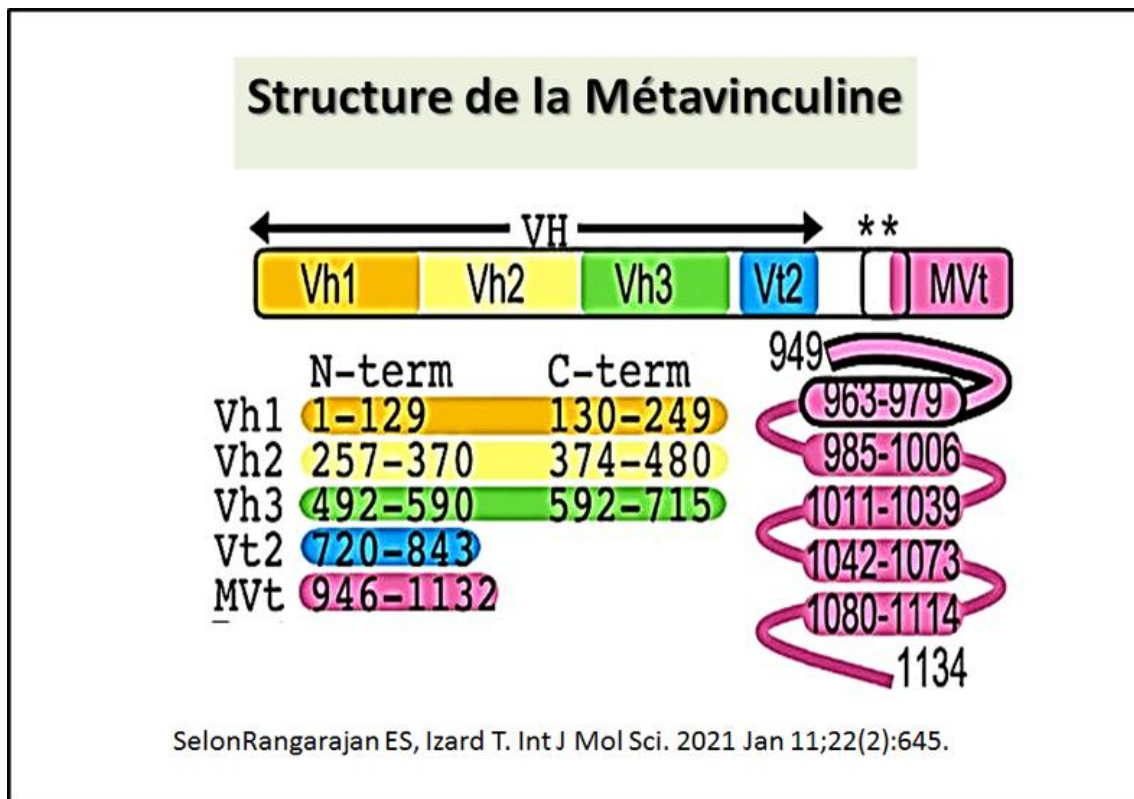 Structure de la Métavinculine
VH
**
Vh1 Vh2 Vh3 Vt2 MVt
N-term C-term
Vh1 1-129 130-249
Vh2 257-370 374-480
Vh3 492-590 592-715
Vt2 720-843
MVt 946-1132
949
963-979
985-1006
1011-1039
1042-1073
1080-1114
1134
SelonRangarajan ES, Izard T. Int J Mol Sci. 2021 Jan 11;22(2):645.